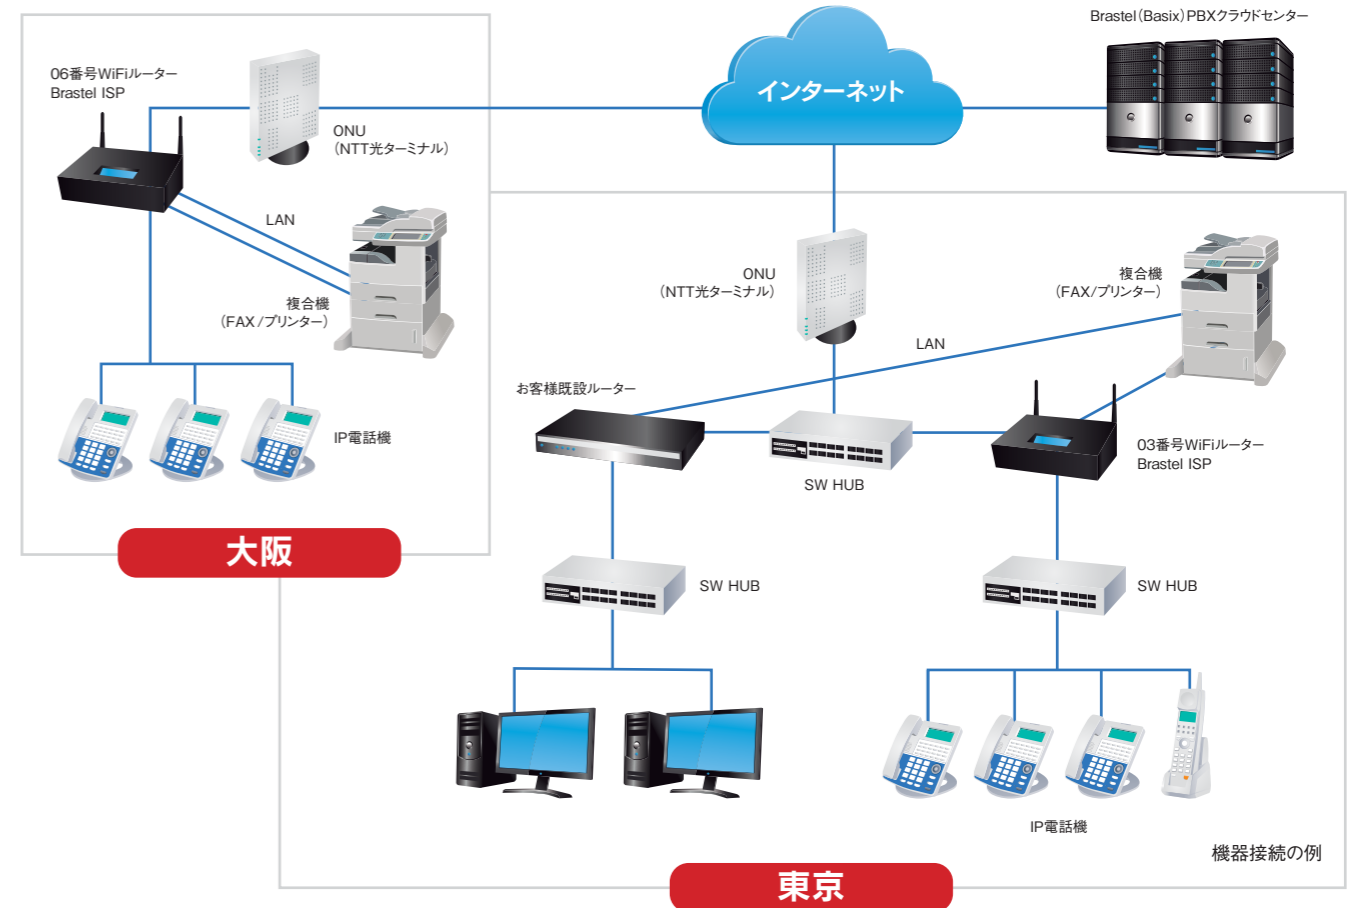 Brastel（Basix）PBXクラウドセンター
インターネット
06番号WiFiルーター
Brastel ISP
ONU
（NTT光ターミナル）
LAN
複合機
（FAX /プリンター）
IP電話機
大阪
ONU
（NTT光ターミナル）
複合機
（FAX/プリンター）
LAN
お客様既設ルーター
SW HUB
03番号WiFiルーター
Brastel ISP
SW HUB
SW HUB
IP電話機
機器接続の例
東京